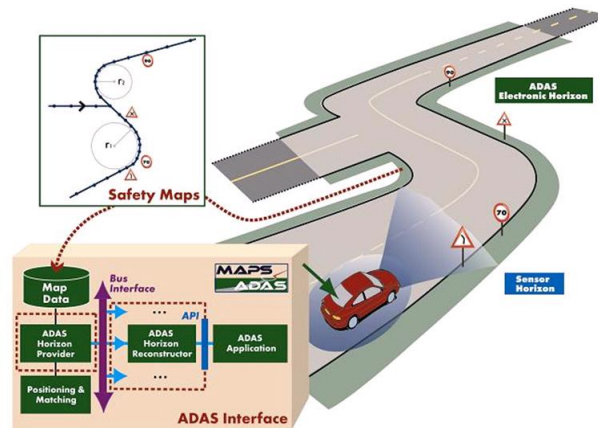 90
r2
r1
70
Safety Maps
90
ADAS
Electronic Horizon
70
Sensor
Horizon
MAPS
&
ADAS
Map
Data
Bus
Interface
...
API
ADAS
Horizon
Provider
ADAS
Horizon
Reconstructor
ADAS
Application
Positioning &
Matching
...
ADAS Interface